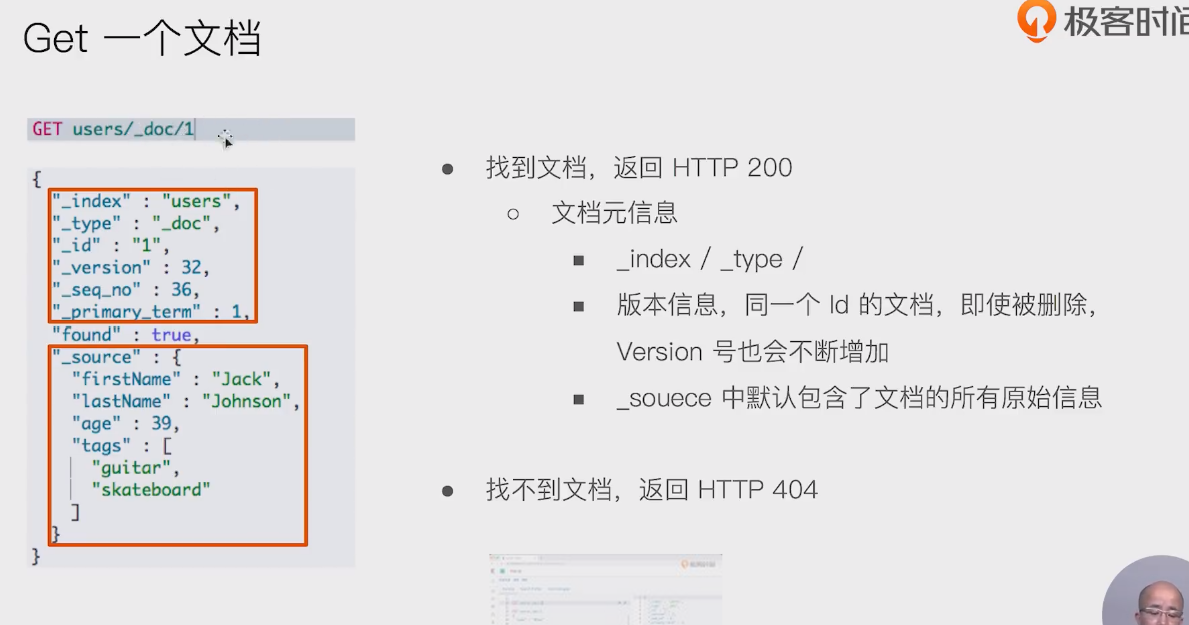 Get 一个文档
极客时间
GET users/_doc/1
{
"_index" : "users",
"_type" : "_doc",
"_id" : "1",
"_version" : 32,
"_seq_no" : 36,
"_primary_term" : 1,
"found" : true,
"_source" : {
"firstName" : "Jack",
"lastName" : "Johnson",
"age" : 39,
"tags" : [
"guitar",
"skateboard"
]
}
}
找到文档，返回 HTTP 200
文档元信息
_index / _type /
版本信息，同一个 Id 的文档，即使被删除，
Version 号也会不断增加
_souece 中默认包含了文档的所有原始信息
找不到文档，返回 HTTP 404